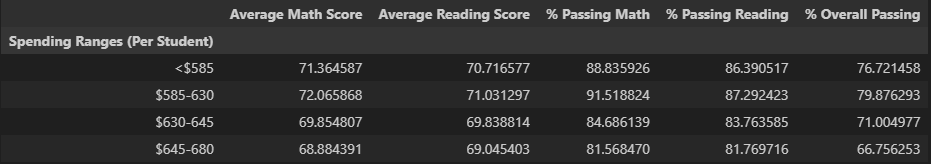 Average Math Score Average Reading Score % Passing Math % Passing Reading % Overall Passing
Spending Ranges (Per Student)
<$585 71.364587 70.716577 88.835926 86.390517 76.721458
$585-630 72.065868 71.031297 91.518824 87.292423 79.876293
$630-645 69.854807 69.838814 84.686139 83.763585 71.004977
$645-680 68.884391 69.045403 81.568470 81.769716 66.756253